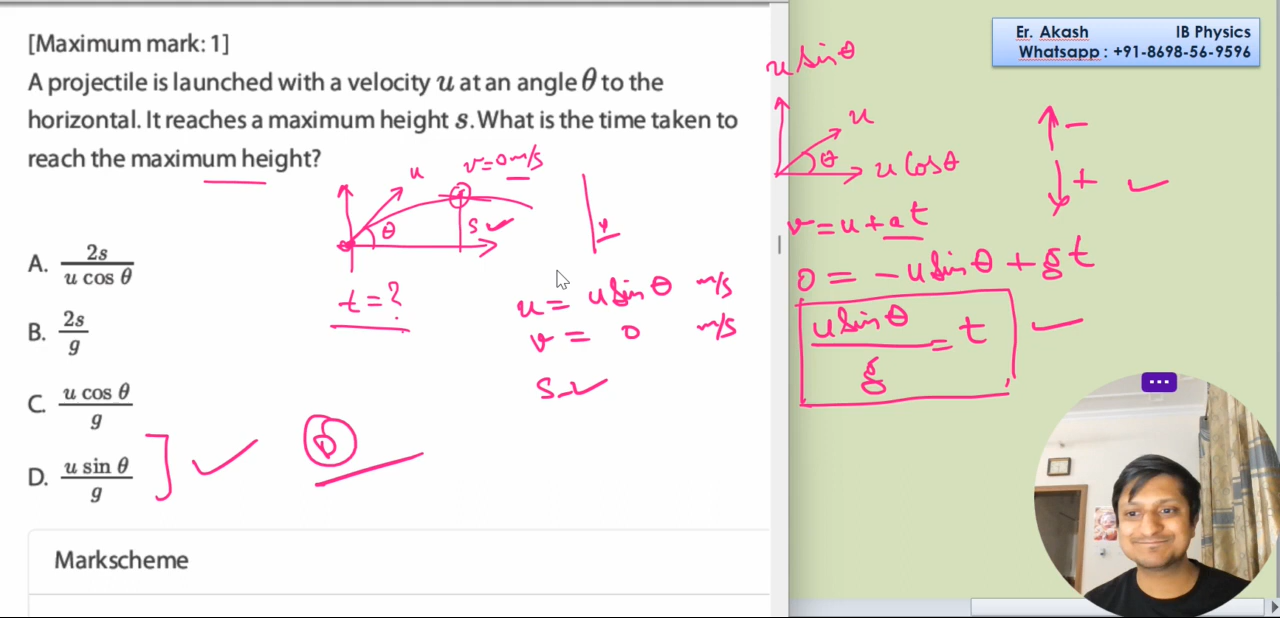 [Maximum mark: 1]
A projectile is launched with a velocity u at an angle θ to the
horizontal. It reaches a maximum height s.What is the time taken to
reach the maximum height?
u
v=0 m/s
θ
s
t=?
A. 2s / u cos θ
B. 2s / g
C. u cos θ / g
D. u sin θ / g
D
u = u sin θ m/s
v = 0 m/s
s
Markscheme
Er. Akash IB Physics
Whatsapp : +91-8698-56-9596
u sin θ
u
θ
u cos θ
↑ -
↓ +
v = u + at
0 = - u sin θ + gt
u sin θ / g = t